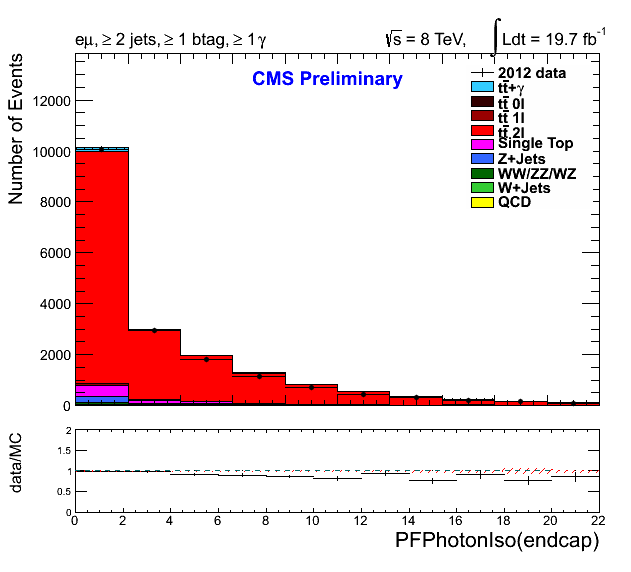 eμ, ≥ 2 jets, ≥ 1 btag, ≥ 1 γ
√s = 8 TeV, ∫ Ldt = 19.7 fb⁻¹
CMS Preliminary
2012 data
tt̄+γ
tt̄ 0l
tt̄ 1l
tt̄ 2l
Single Top
Z+Jets
WW/ZZ/WZ
W+Jets
QCD
Number of Events
12000
10000
8000
6000
4000
2000
0
data/MC
2
1.5
1
0.5
0
0 2 4 6 8 10 12 14 16 18 20 22
PFPhotonIso(endcap)